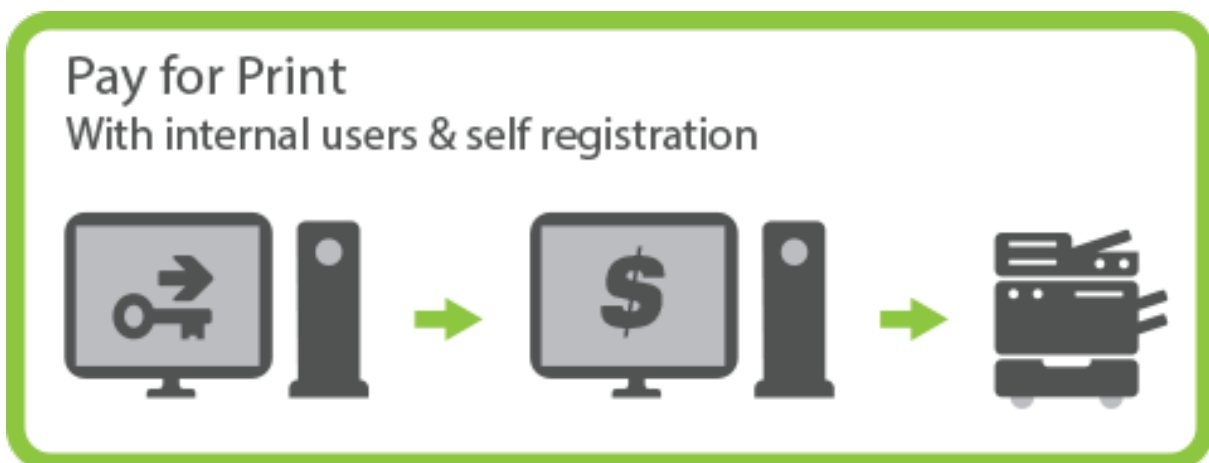 Pay for Print
With internal users & self registration
$